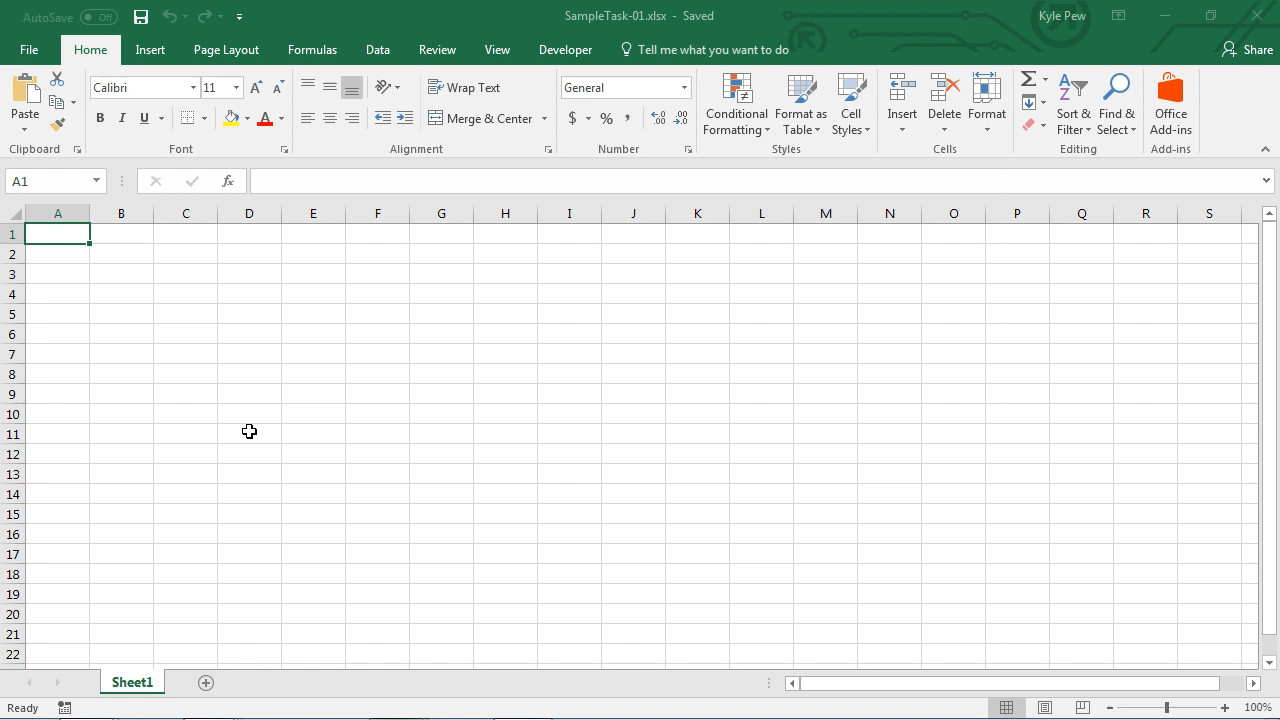 AutoSave Off SampleTask-01.xlsx - Saved Kyle Pew
File Home Insert Page Layout Formulas Data Review View Developer Tell me what you want to do Share
Calibri 11 Wrap Text General
Paste B I U Merge & Center $ % , Conditional Formatting Format as Table Cell Styles Insert Delete Format Sort & Filter Find & Select Office Add-ins
Clipboard Font Alignment Number Styles Cells Editing Add-ins
A1 fx
A B C D E F G H I J K L M N O P Q R S
1
2
3
4
5
6
7
8
9
10
11
12
13
14
15
16
17
18
19
20
21
22
Sheet1
Ready 100%